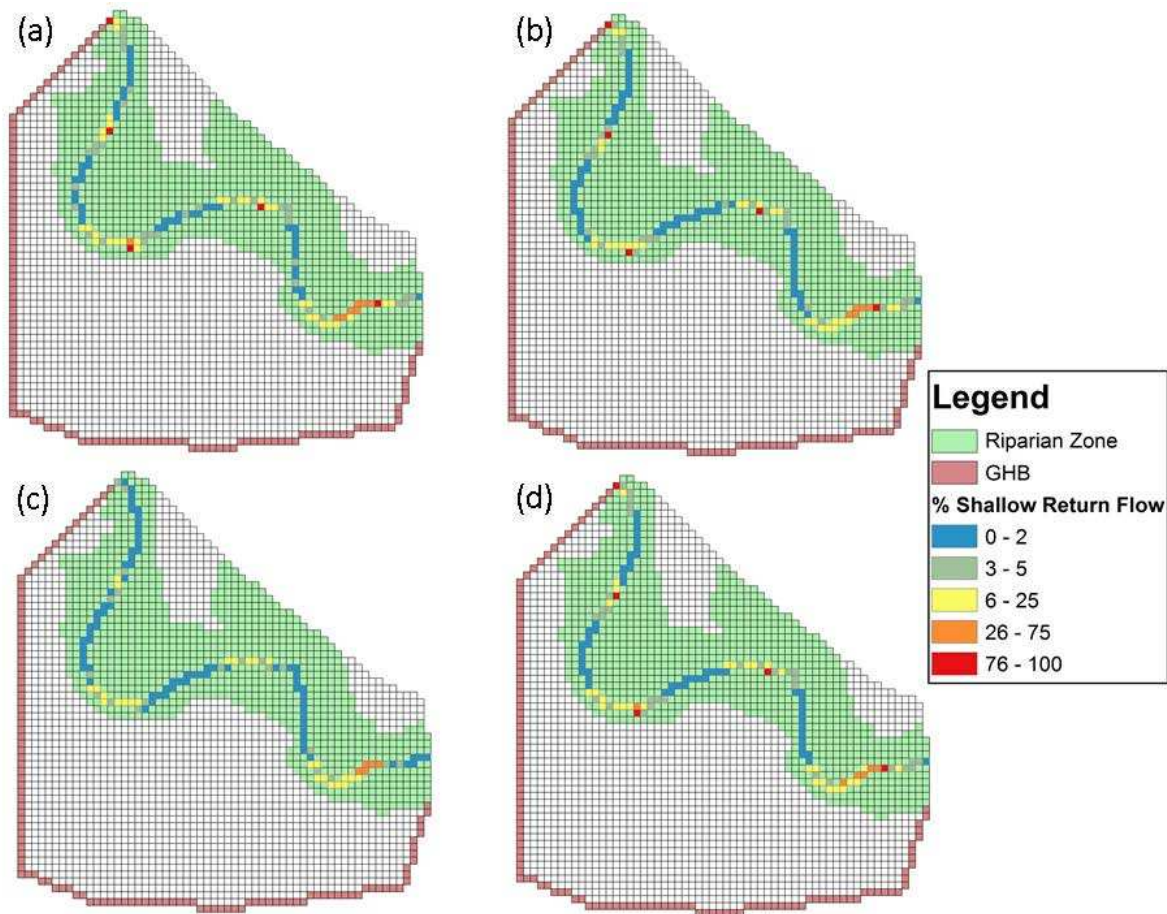 (a)
(b)
(c)
(d)
Legend
Riparian Zone
GHB
% Shallow Return Flow
0 - 2
3 - 5
6 - 25
26 - 75
76 - 100